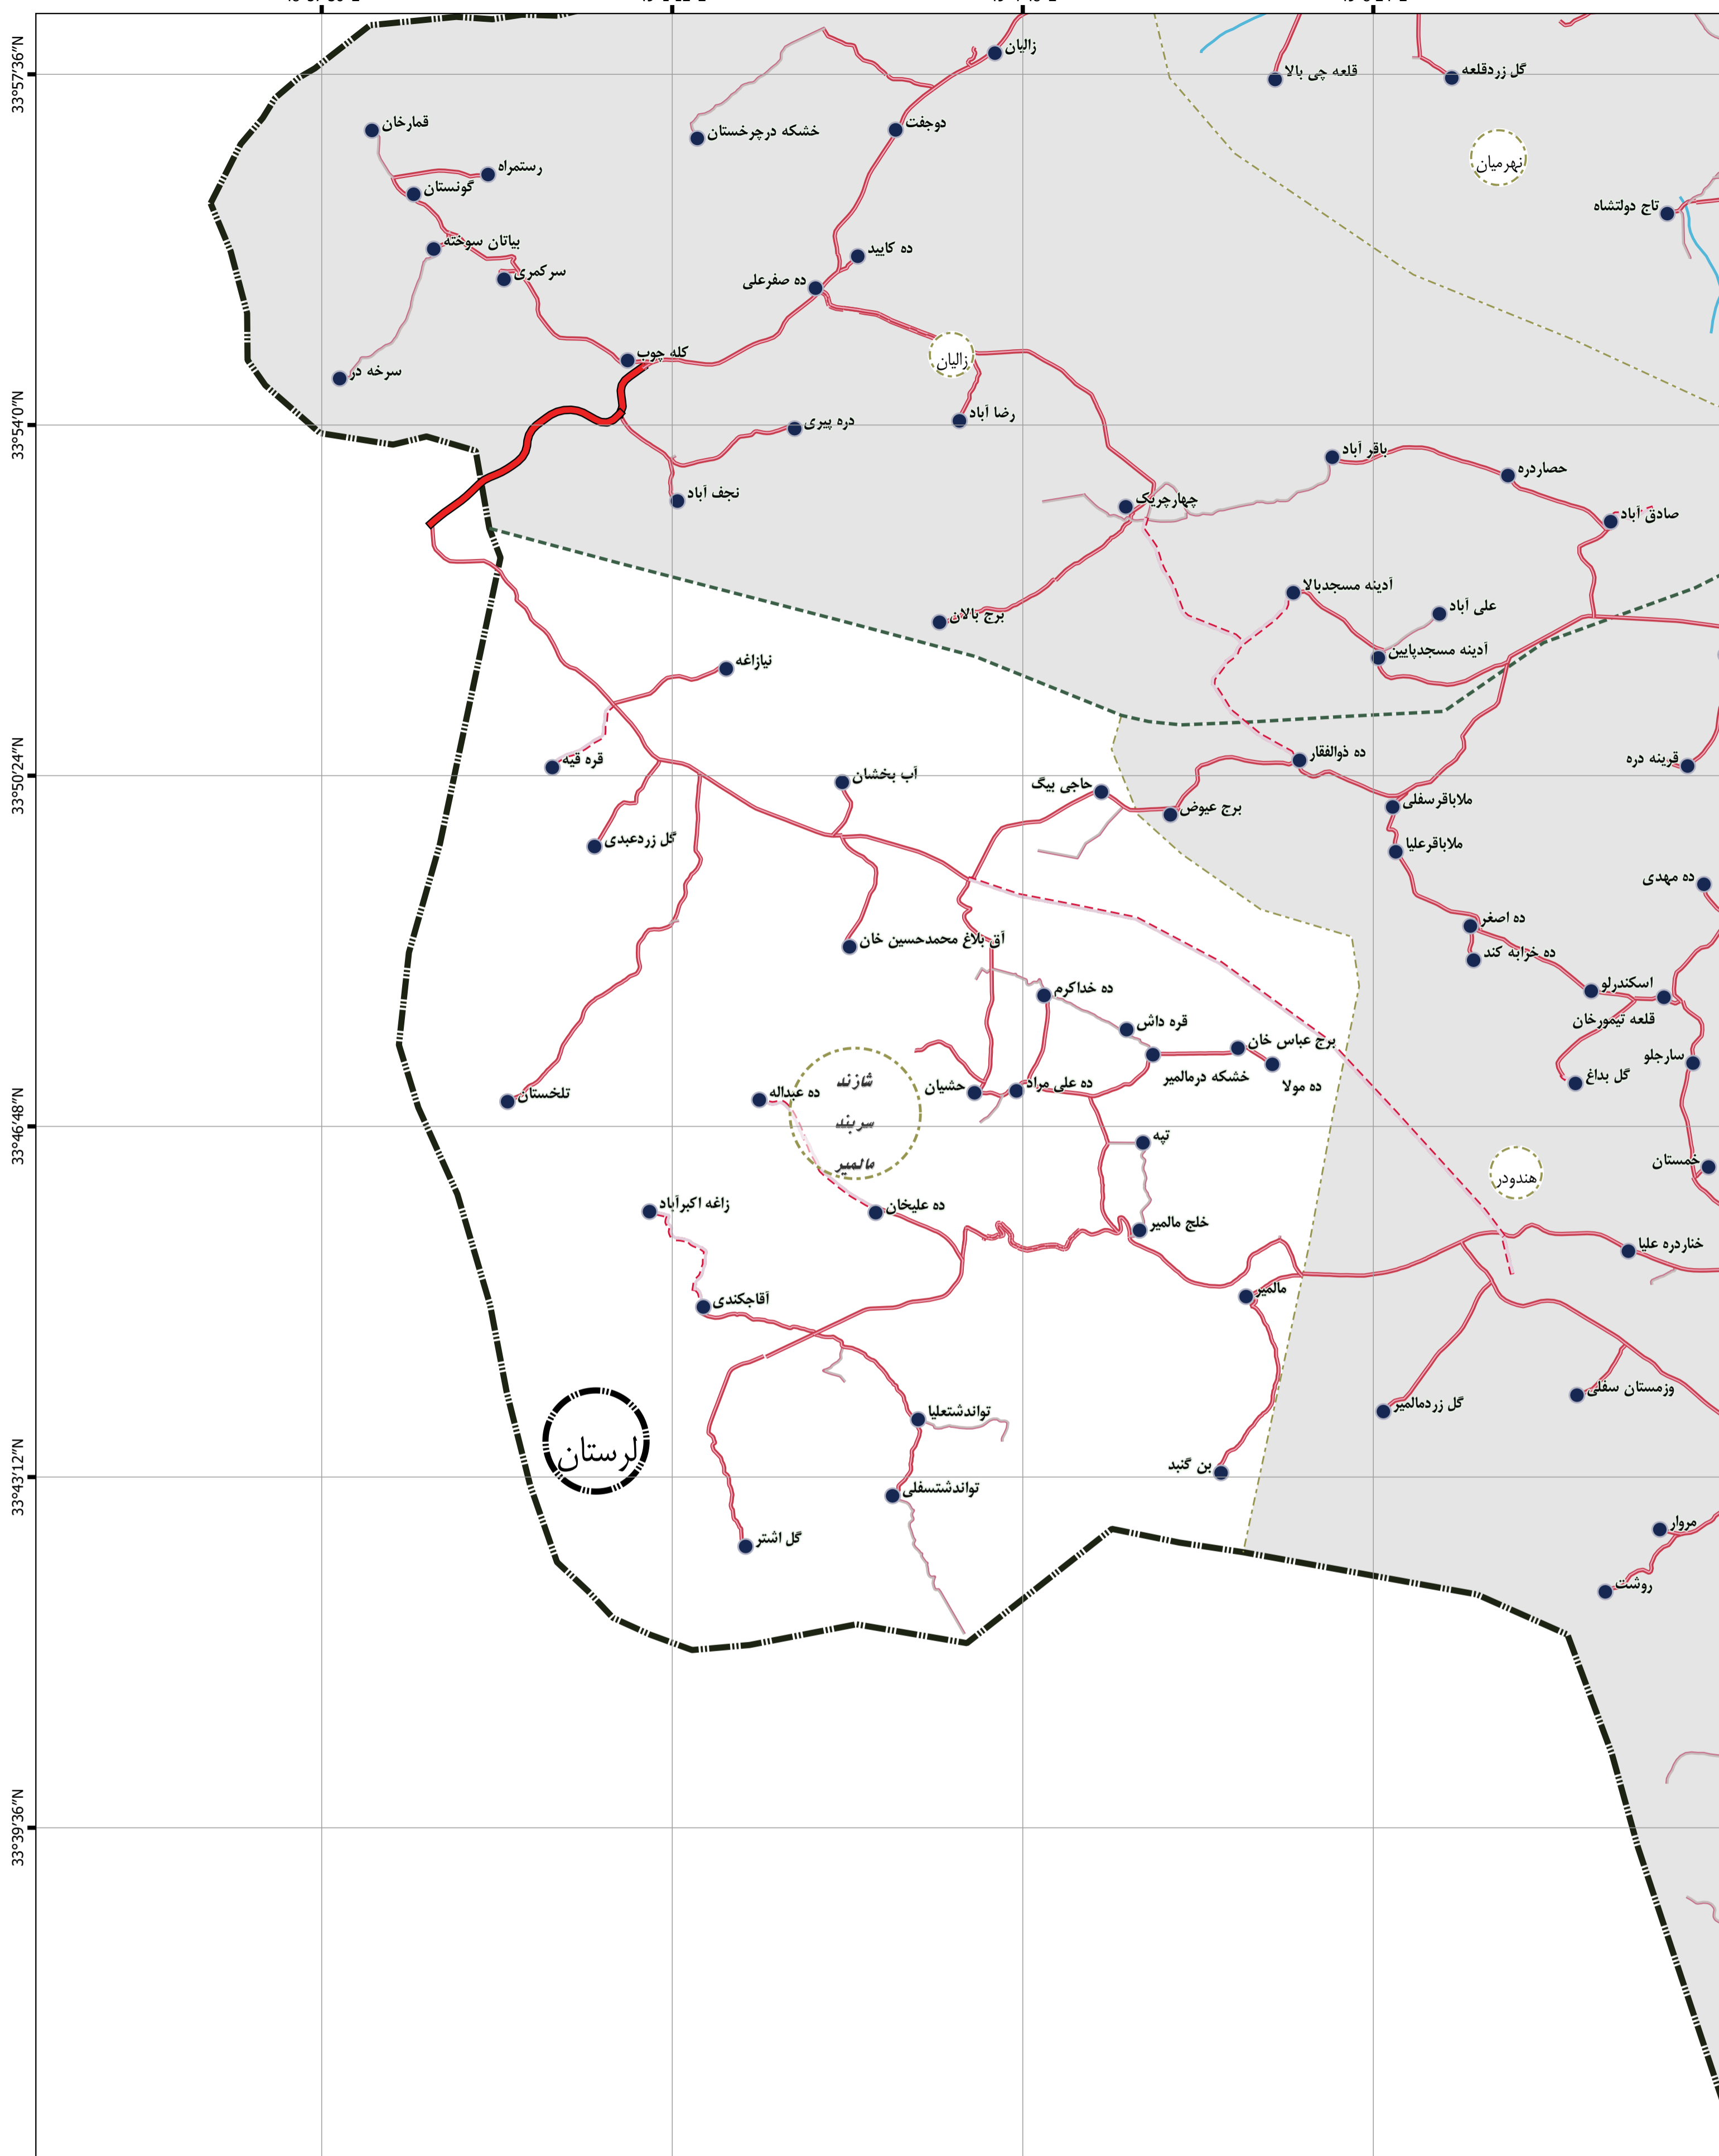 زالیان
قلعه چی بالا
گل زردقلعه
33°57'36"N
قمارخان
خشکه درچرخستان
دوجفت
نهرمیان
رستمراه
گونستان
تاج دولتشاه
بیاتان سوخته
ده کایید
سرکمری
ده صفرعلی
کله چوب
زالیان
سرخه در
رضا آباد
دره پیری
33°54'0"N
باقر آباد
حصاردره
نجف آباد
چهارچریک
صادق آباد
آدینه مسجدبالا
علی آباد
برج بالان
آدینه مسجدپایین
نیازاغه
ده ذوالفقار
قرینه دره
قره قیه
33°50'24"N
آب بخشان
حاجی بیگ
برج عیوض
ملاباقرسفلی
گل زردعبدی
ملاباقرعلیا
ده مهدی
ده اصغر
آق بلاغ محمدحسین خان
ده خرابه کند
ده خداکرم
اسکندرلو
قره داش
قلعه تیمورخان
برج عباس خان
سارجلو
خشکه درمالمیر
ده مولا
گل بداغ
شازند
سربند
مالمیر
ده عبداله
حشیان
ده علی مراد
تلخستان
33°46'48"N
تپه
خمستان
هندودر
زاغه اکبرآباد
ده علیخان
خلج مالمیر
خناردره علیا
آقاجکندی
مالمیر
وزمستان سفلی
گل زردمالمیر
تواندشتعلیا
لرستان
بن گنبد
33°43'12"N
تواندشتسفلی
گل اشتر
مروار
روشت
33°39'36"N